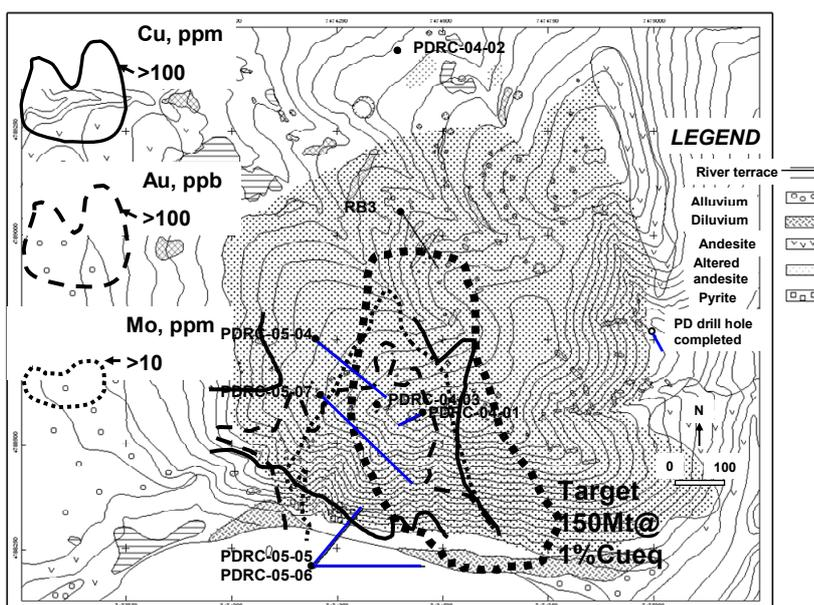 Cu, ppm
>100
PDRC-04-02
LEGEND
River terrace
Au, ppb
>100
Alluvium
Diluvium
Andesite
Altered
andesite
Pyrite
RB3
Mo, ppm
>10
PD drill hole
completed
PDRC-05-04
PDRC-05-07
PDRC-04-03
PDRC-04-01
N
0 100
Target
150Mt@
1%Cueq
PDRC-05-05
PDRC-05-06